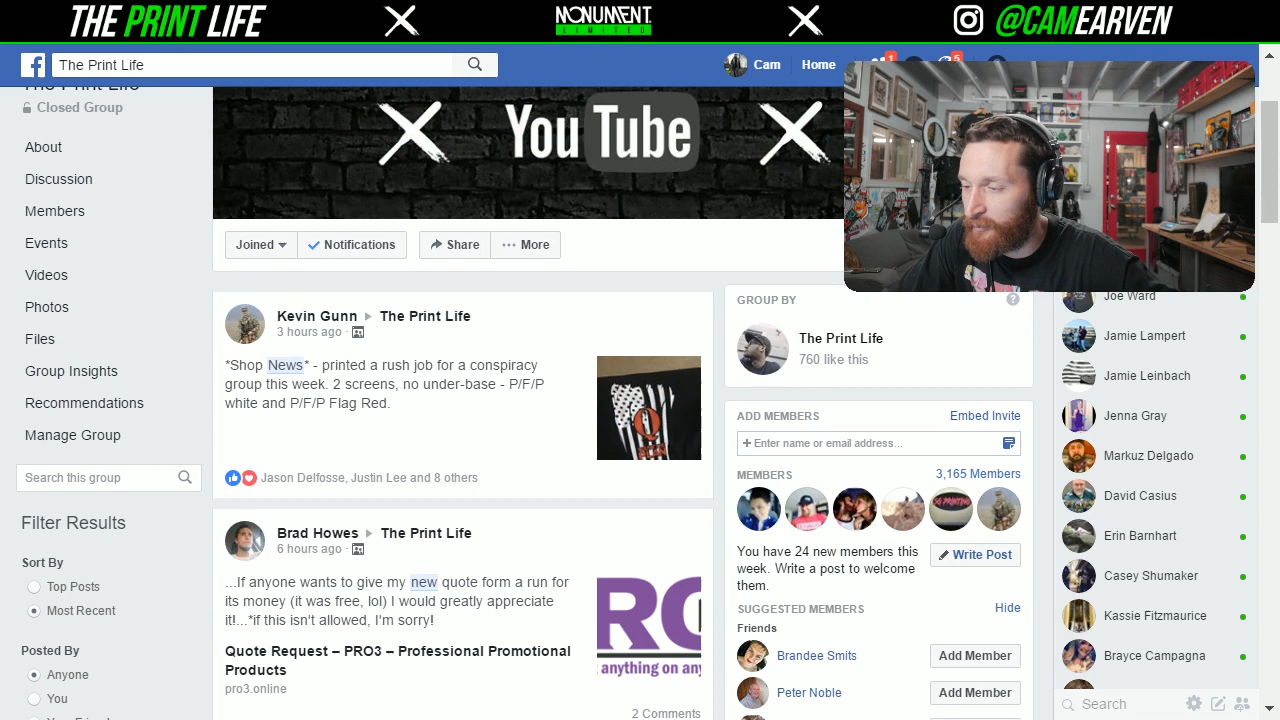 THE PRINT LIFE
MONUMENT
LIMITED
@CAMEARVEN
The Print Life
Cam
Home
1
5
The Print Life
Closed Group
You Tube
About
Discussion
Members
Events
Videos
Photos
Files
Group Insights
Recommendations
Manage Group
Search this group
Filter Results
Sort By
Top Posts
Most Recent
Posted By
Anyone
You
Joined
Notifications
Share
More
Kevin Gunn
The Print Life
3 hours ago
*Shop News* - printed a rush job for a conspiracy
group this week. 2 screens, no under-base - P/F/P
white and P/F/P Flag Red.
Jason Delfosse, Justin Lee and 8 others
Brad Howes
The Print Life
6 hours ago
...If anyone wants to give my new quote form a run for
its money (it was free, lol) I would greatly appreciate
it!...*if this isn't allowed, I'm sorry!
Quote Request – PRO3 – Professional Promotional
Products
pro3.online
anything on any
2 Comments
GROUP BY
?
The Print Life
760 like this
ADD MEMBERS
Embed Invite
+ Enter name or email address...
MEMBERS
3,165 Members
You have 24 new members this
week. Write a post to welcome
them.
Write Post
SUGGESTED MEMBERS
Hide
Friends
Brandee Smits
Add Member
Peter Noble
Add Member
Joe Ward
Jamie Lampert
Jamie Leinbach
Jenna Gray
Markuz Delgado
David Casius
Erin Barnhart
Casey Shumaker
Kassie Fitzmaurice
Brayce Campagna
Search